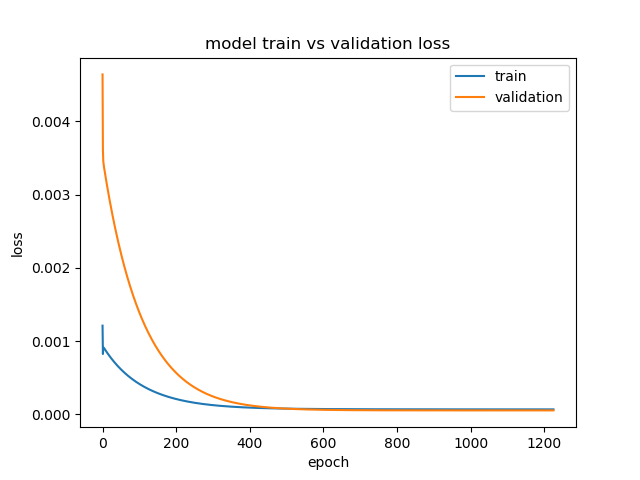 model train vs validation loss
train
validation
loss
0.004
0.003
0.002
0.001
0.000
0 200 400 600 800 1000 1200
epoch